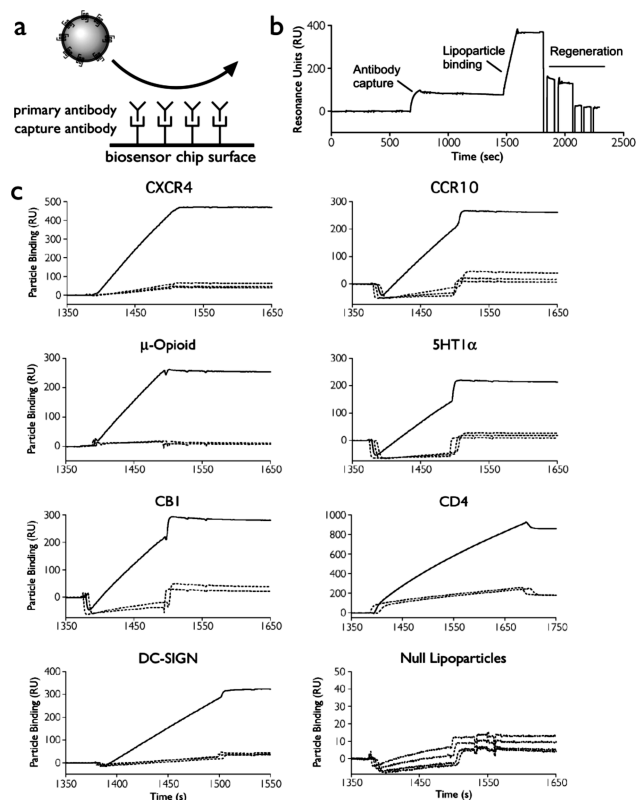 a
primary antibody
capture antibody
biosensor chip surface
b
Resonance Units (RU)
400
200
0
Antibody
capture
Lipoparticle
binding
Regeneration
0 500 1000 1500 2000 2500
Time (sec)
c
CXCR4
Particle Binding (RU)
500
400
300
200
100
0
1350 1450 1550 1650
CCR10
300
200
100
0
1350 1450 1550 1650
μ-Opioid
Particle Binding (RU)
300
200
100
0
1350 1450 1550 1650
5HT1α
300
200
100
0
1350 1450 1550 1650
CB1
Particle Binding (RU)
300
200
100
0
1350 1450 1550 1650
CD4
1000
800
600
400
200
0
1350 1450 1550 1650 1750
DC-SIGN
Particle Binding (RU)
400
300
200
100
0
1350 1400 1450 1500 1550
Time (s)
Null Lipoparticles
50
40
30
20
10
0
1350 1450 1550 1650
Time (s)